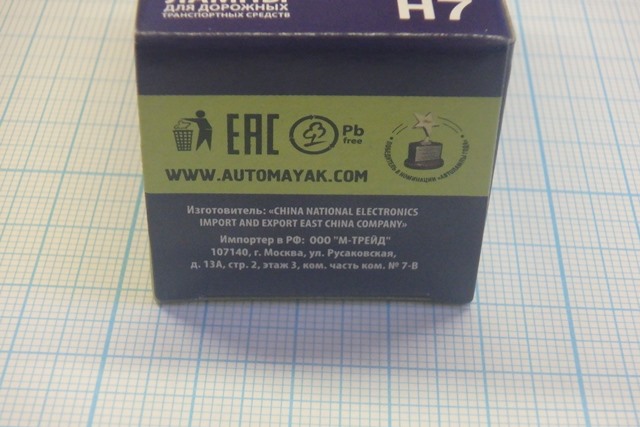 ЛАМПЫ
ДЛЯ ДОРОЖНЫХ
ТРАНСПОРТНЫХ СРЕДСТВ
H7
EAC
Pb
free
WWW.AUTOMAYAK.COM
Изготовитель: «CHINA NATIONAL ELECTRONICS
IMPORT AND EXPORT EAST CHINA COMPANY»
Импортер в РФ: ООО "М-ТРЕЙД"
107140, г. Москва, ул. Русаковская,
д. 13А, стр. 2, этаж 3, ком. часть ком. № 7-В